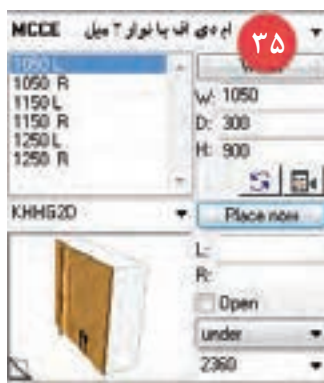 MCCE ام دی اف با نوار ۲ میل
۳۵
1050 L
1050 R
1150 L
1150 R
1250 L
1250 R
W: 1050
D: 300
H: 900
KHHG2D
Place now
L:
R:
Open
under
2360